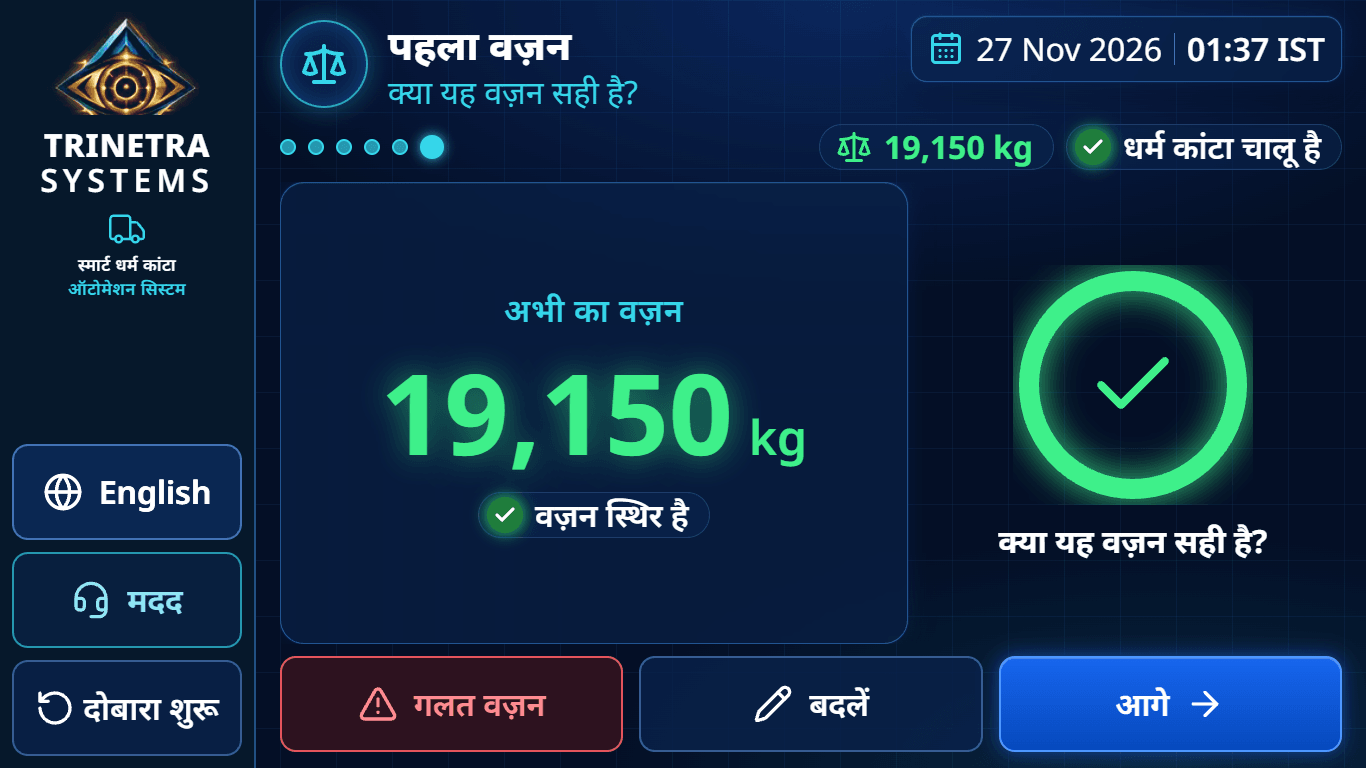 TRINETRA
SYSTEMS
स्मार्ट धर्म कांटा
ऑटोमेशन सिस्टम
English
मदद
दोबारा शुरू
पहला वज़न
क्या यह वज़न सही है?
27 Nov 2026 01:37 IST
19,150 kg
धर्म कांटा चालू है
अभी का वज़न
19,150 kg
वज़न स्थिर है
क्या यह वज़न सही है?
गलत वज़न
बदलें
आगे